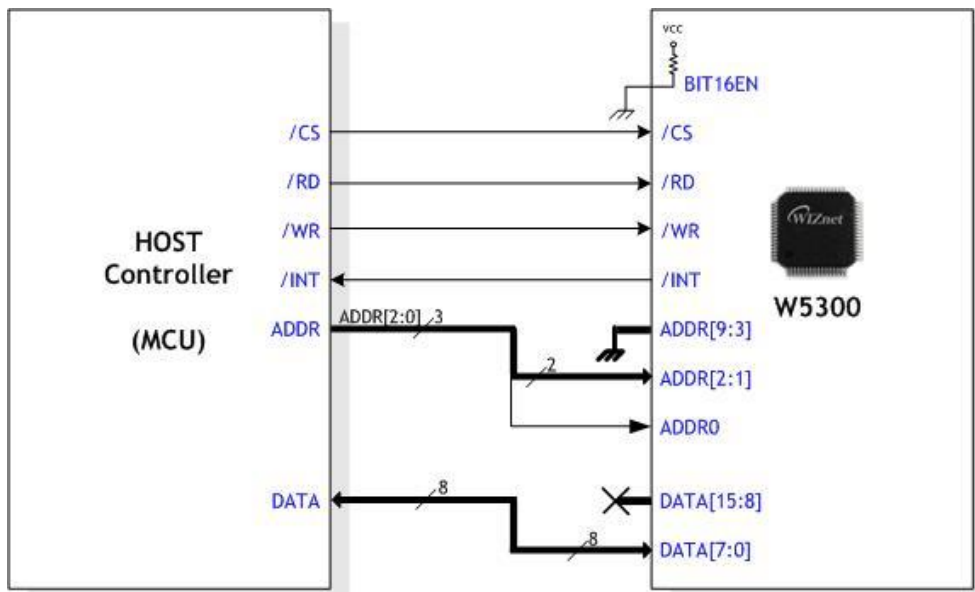 vcc
BIT16EN
/CS
/CS
/RD
/RD
/WR
/WR
HOST
Controller
(MCU)
WIZnet
W5300
/INT
/INT
ADDR
ADDR[2:0]
3
ADDR[9:3]
2
ADDR[2:1]
ADDR0
DATA
8
DATA[15:8]
8
DATA[7:0]